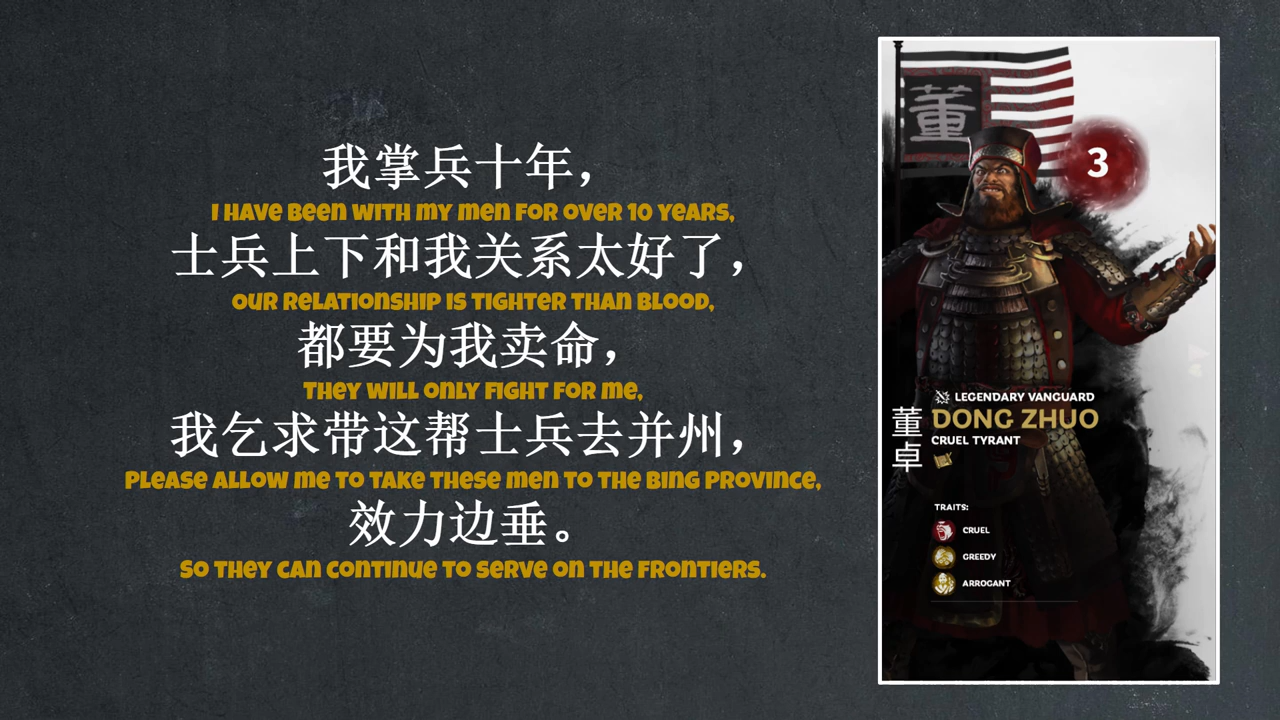 我掌兵十年，
I HAVE BEEN WITH MY MEN FOR OVER 10 YEARS,
士兵上下和我关系太好了，
OUR RELATIONSHIP IS TIGHTER THAN BLOOD,
都要为我卖命，
THEY WILL ONLY FIGHT FOR ME,
我乞求带这帮士兵去并州，
PLEASE ALLOW ME TO TAKE THESE MEN TO THE BING PROVINCE,
效力边垂。
SO THEY CAN CONTINUE TO SERVE ON THE FRONTIERS.
董
3
LEGENDARY VANGUARD
董卓
DONG ZHUO
CRUEL TYRANT
TRAITS:
CRUEL
GREEDY
ARROGANT